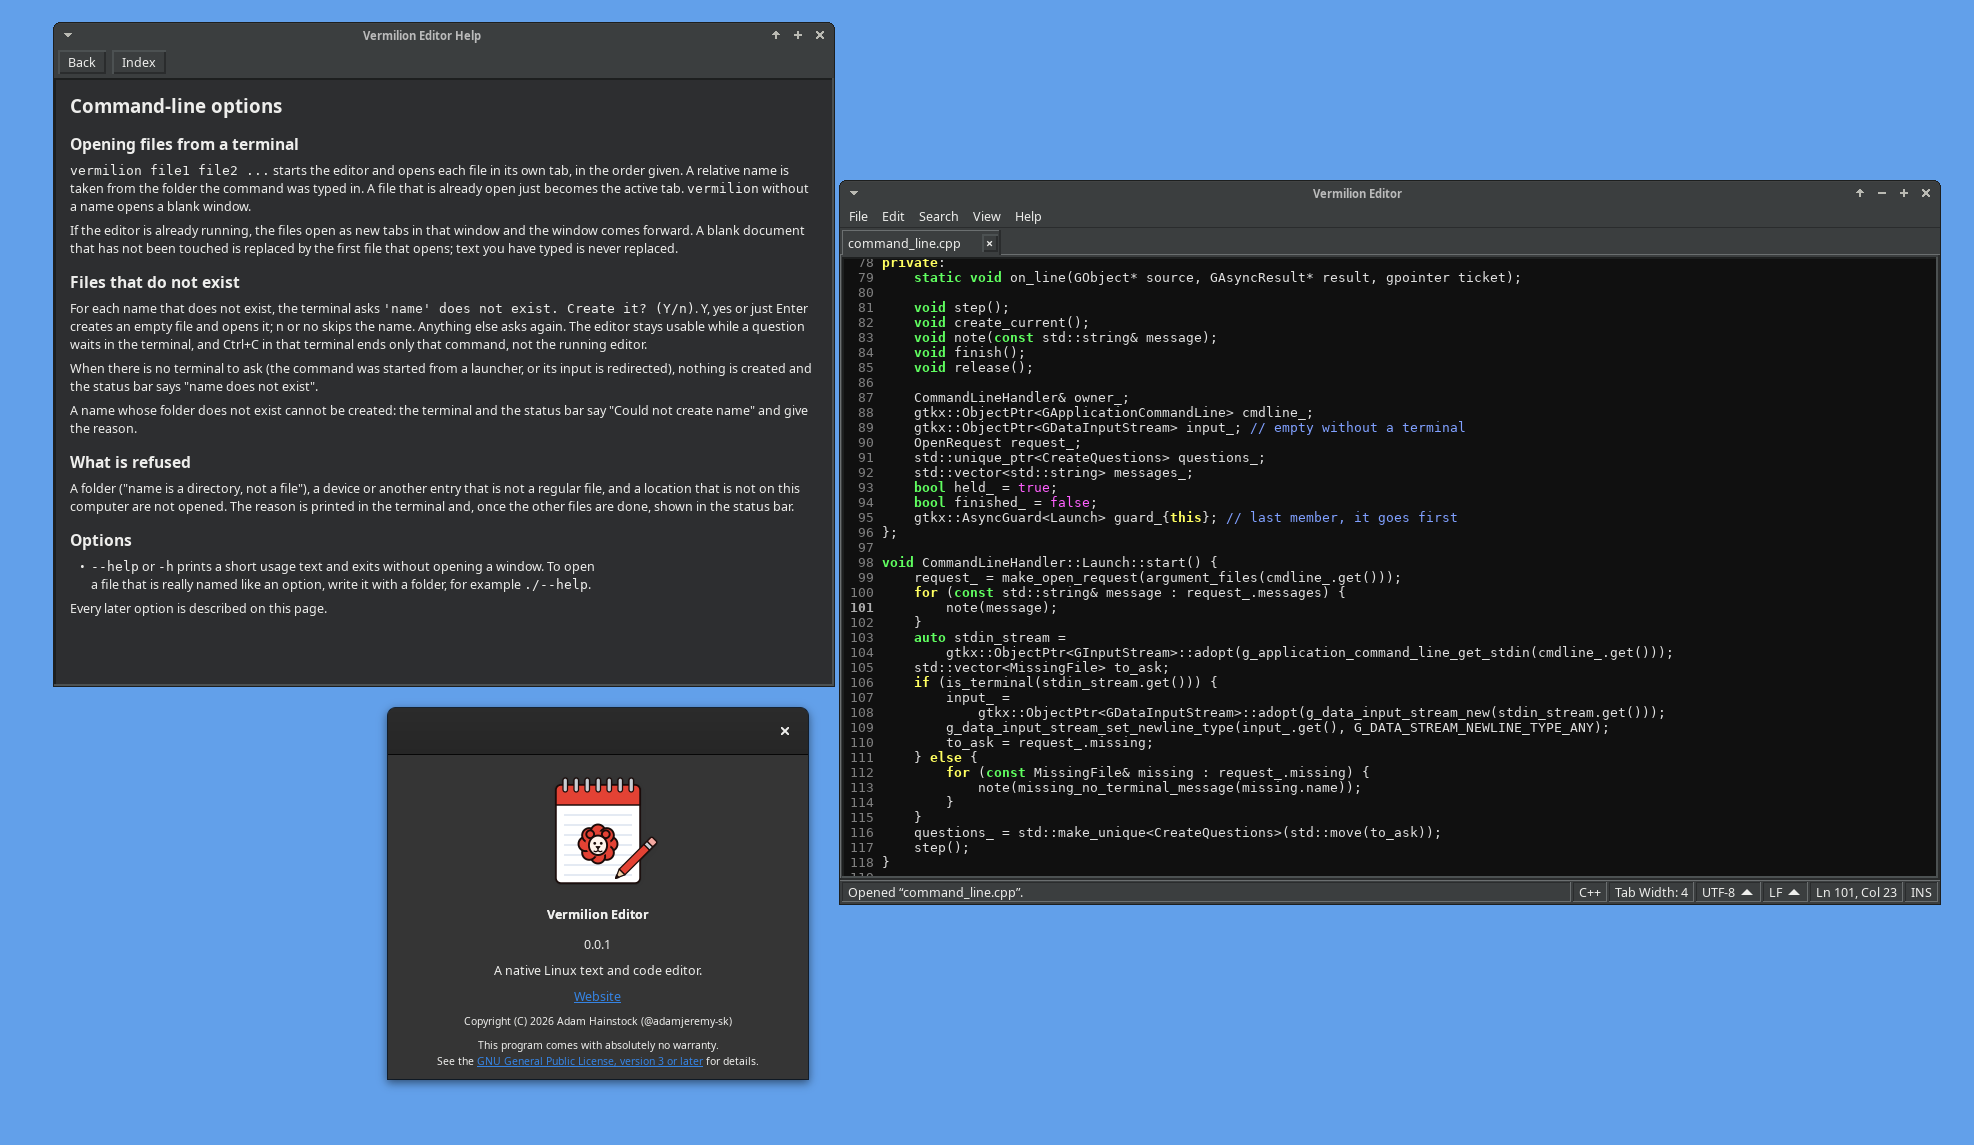 Vermilion Editor Help
Back Index
Command-line options
Opening files from a terminal
vermilion file1 file2 ... starts the editor and opens each file in its own tab, in the order given. A relative name is
taken from the folder the command was typed in. A file that is already open just becomes the active tab. vermilion without
a name opens a blank window.
If the editor is already running, the files open as new tabs in that window and the window comes forward. A blank document
that has not been touched is replaced by the first file that opens; text you have typed is never replaced.
Files that do not exist
For each name that does not exist, the terminal asks 'name' does not exist. Create it? (Y/n). Y, yes or just Enter
creates an empty file and opens it; n or no skips the name. Anything else asks again. The editor stays usable while a question
waits in the terminal, and Ctrl+C in that terminal ends only that command, not the running editor.
When there is no terminal to ask (the command was started from a launcher, or its input is redirected), nothing is created and
the status bar says "name does not exist".
A name whose folder does not exist cannot be created: the terminal and the status bar say "Could not create name" and give
the reason.
What is refused
A folder ("name is a directory, not a file"), a device or another entry that is not a regular file, and a location that is not on this
computer are not opened. The reason is printed in the terminal and, once the other files are done, shown in the status bar.
Options
• --help or -h prints a short usage text and exits without opening a window. To open
a file that is really named like an option, write it with a folder, for example ./--help.
Every later option is described on this page.
Vermilion Editor
File Edit Search View Help
command_line.cpp
78 private:
79     static void on_line(GObject* source, GAsyncResult* result, gpointer ticket);
80
81     void step();
82     void create_current();
83     void note(const std::string& message);
84     void finish();
85     void release();
86
87     CommandLineHandler& owner_;
88     gtkx::ObjectPtr<GApplicationCommandLine> cmdline_;
89     gtkx::ObjectPtr<GDataInputStream> input_; // empty without a terminal
90     OpenRequest request_;
91     std::unique_ptr<CreateQuestions> questions_;
92     std::vector<std::string> messages_;
93     bool held_ = true;
94     bool finished_ = false;
95     gtkx::AsyncGuard<Launch> guard_{this}; // last member, it goes first
96 };
97
98 void CommandLineHandler::Launch::start() {
99     request_ = make_open_request(argument_files(cmdline_.get()));
100     for (const std::string& message : request_.messages) {
101         note(message);
102     }
103     auto stdin_stream =
104         gtkx::ObjectPtr<GInputStream>::adopt(g_application_command_line_get_stdin(cmdline_.get()));
105     std::vector<MissingFile> to_ask;
106     if (is_terminal(stdin_stream.get())) {
107         input_ =
108             gtkx::ObjectPtr<GDataInputStream>::adopt(g_data_input_stream_new(stdin_stream.get()));
109         g_data_input_stream_set_newline_type(input_.get(), G_DATA_STREAM_NEWLINE_TYPE_ANY);
110         to_ask = request_.missing;
111     } else {
112         for (const MissingFile& missing : request_.missing) {
113             note(missing_no_terminal_message(missing.name));
114         }
115     }
116     questions_ = std::make_unique<CreateQuestions>(std::move(to_ask));
117     step();
118 }
119
Opened “command_line.cpp”. C++ Tab Width: 4 UTF-8 LF Ln 101, Col 23 INS
Vermilion Editor
0.0.1
A native Linux text and code editor.
Website
Copyright (C) 2026 Adam Hainstock (@adamjeremy-sk)
This program comes with absolutely no warranty.
See the GNU General Public License, version 3 or later for details.